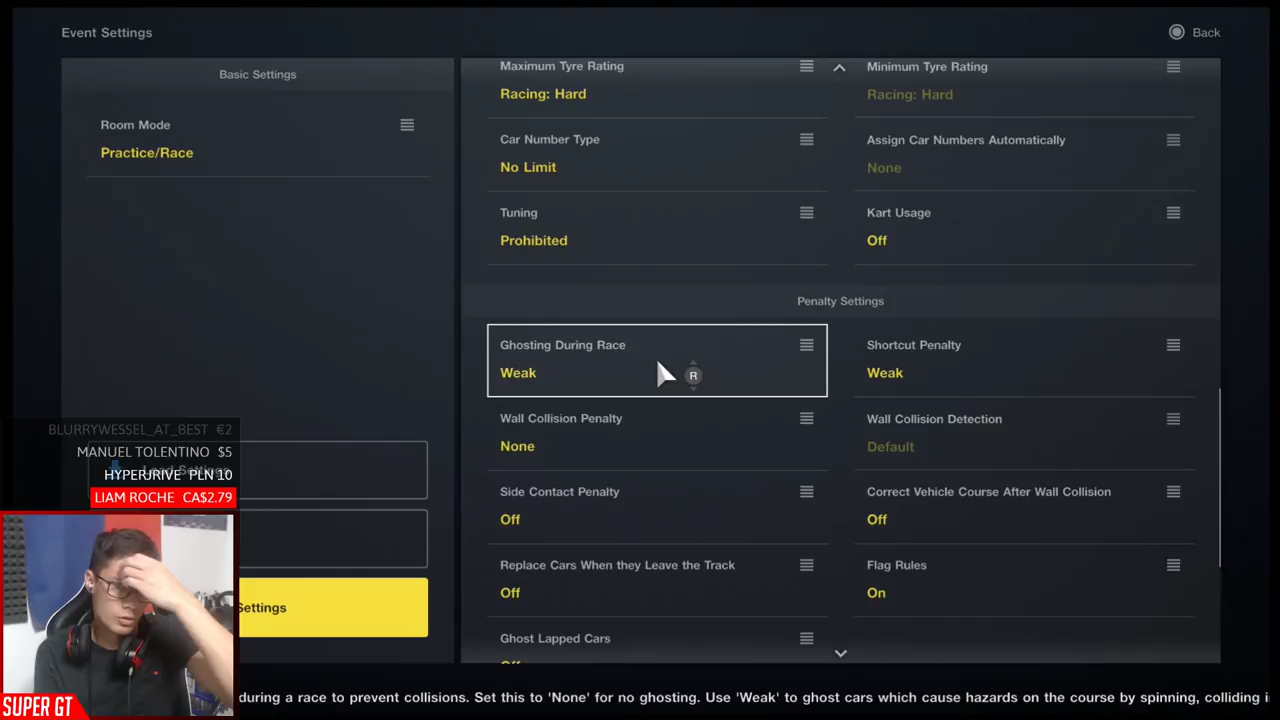 Event Settings
Back
Basic Settings
Room Mode
Practice/Race
Maximum Tyre Rating
Racing: Hard
Minimum Tyre Rating
Racing: Hard
Car Number Type
No Limit
Assign Car Numbers Automatically
None
Tuning
Prohibited
Kart Usage
Off
Penalty Settings
Ghosting During Race
Weak
R
Shortcut Penalty
Weak
Wall Collision Penalty
None
Wall Collision Detection
Default
Side Contact Penalty
Off
Correct Vehicle Course After Wall Collision
Off
Replace Cars When they Leave the Track
Off
Flag Rules
On
Ghost Lapped Cars
Off
BLURRYWESSEL_AT_BEST €2
MANUEL TOLENTINO $5
Load Settings
HYPERJRIVE PLN 10
LIAM ROCHE CA$2.79
Settings
SUPER GT
during a race to prevent collisions. Set this to 'None' for no ghosting. Use 'Weak' to ghost cars which cause hazards on the course by spinning, colliding